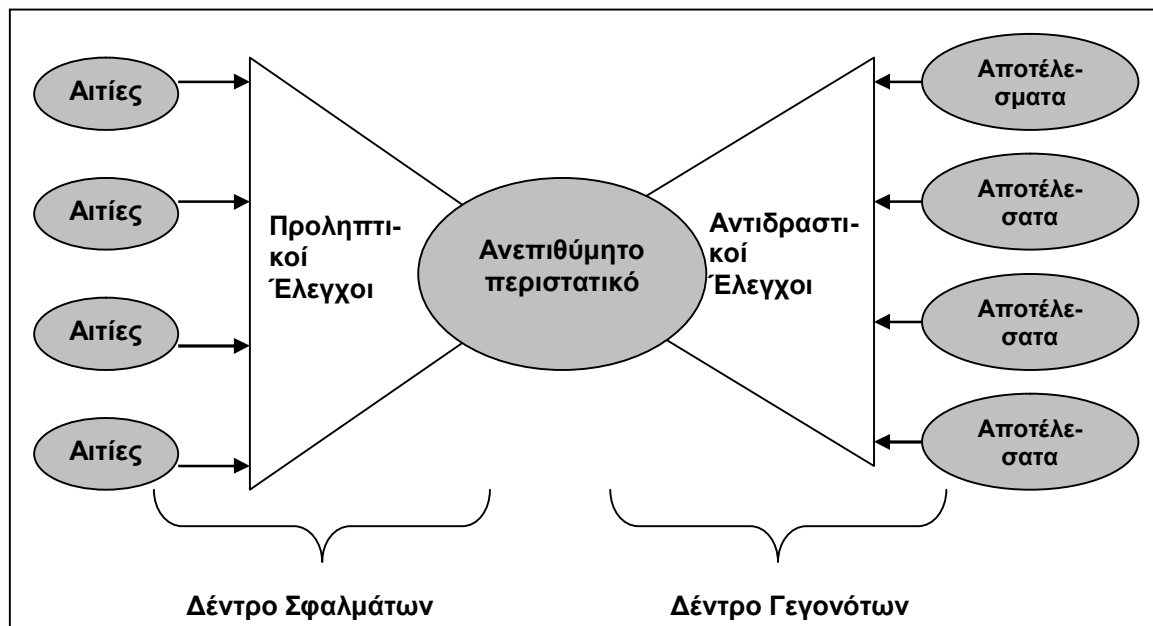 Αιτίες
Αιτίες
Αιτίες
Αιτίες
Προληπτι-
κοί
Έλεγχοι
Ανεπιθύμητο
περιστατικό
Αντιδραστι-
κοί
Έλεγχοι
Αποτέλε-
σματα
Αποτέλε-
σατα
Αποτέλε-
σατα
Αποτέλε-
σατα
Δέντρο Σφαλμάτων
Δέντρο Γεγονότων